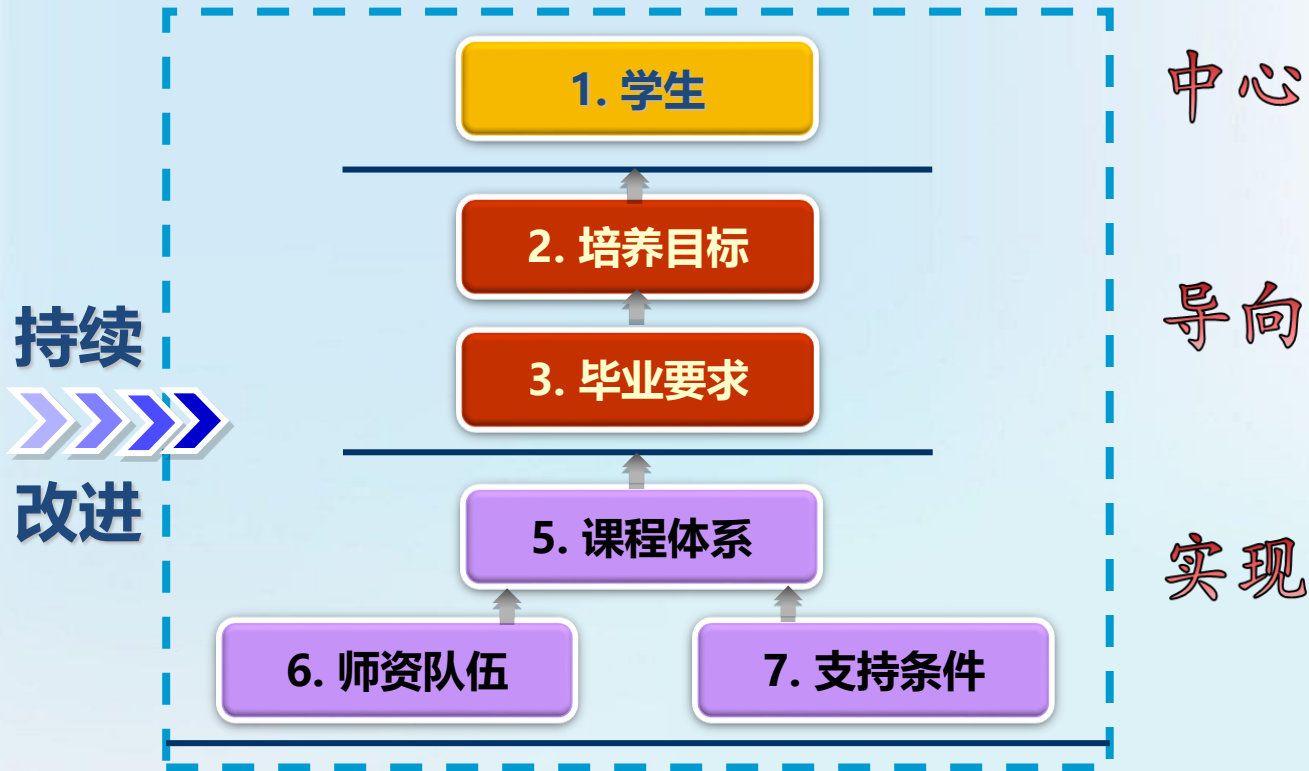 1. 学生
中心
2. 培养目标
导向
3. 毕业要求
持续
改进
5. 课程体系
实现
6. 师资队伍
7. 支持条件